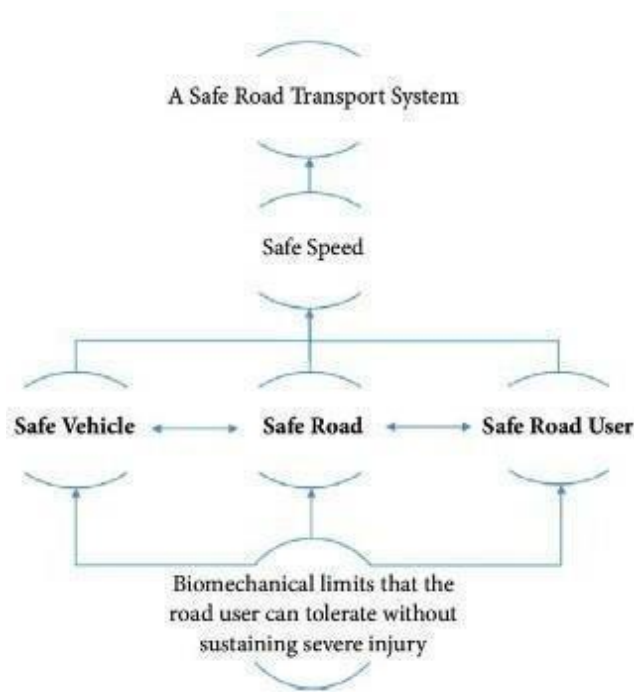 A Safe Road Transport System
Safe Speed
Safe Vehicle
Safe Road
Safe Road User
Biomechanical limits that the
road user can tolerate without
sustaining severe injury